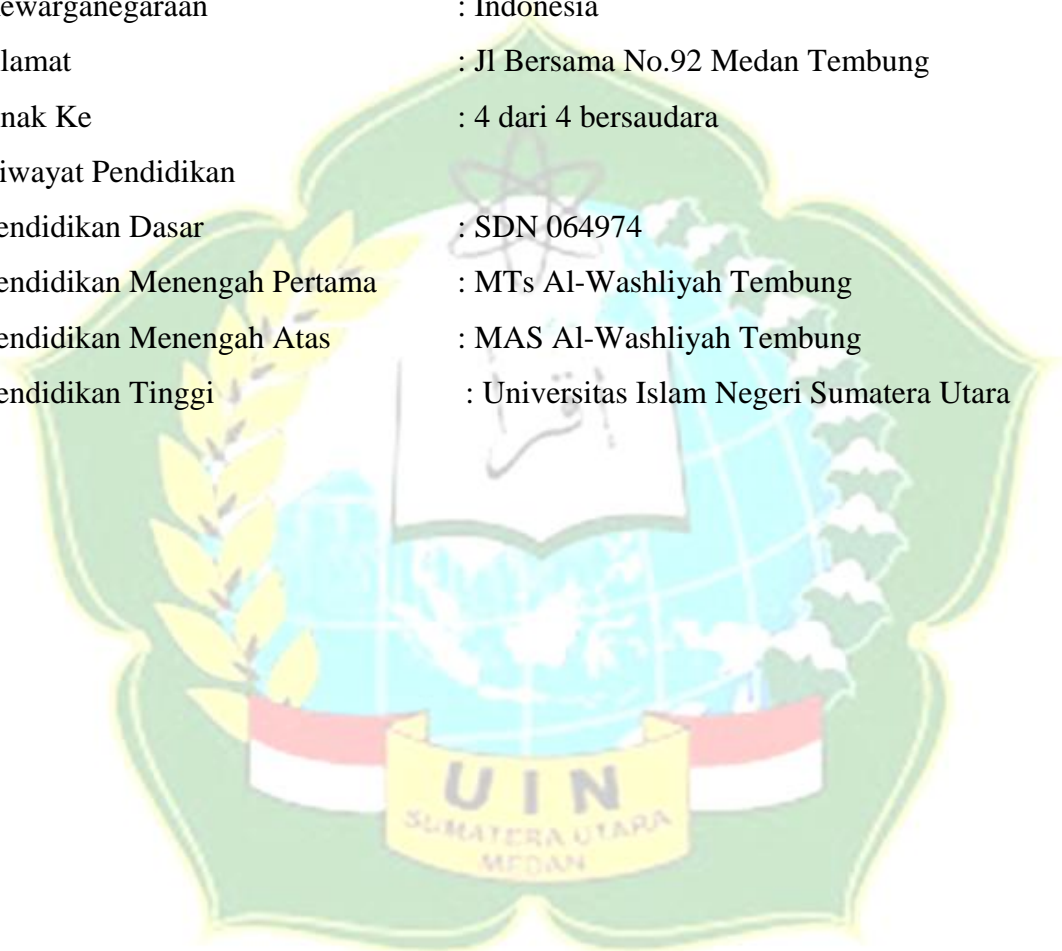 ewarganegaraan : Indonesia
lamat : Jl Bersama No.92 Medan Tembung
nak Ke : 4 dari 4 bersaudara
iwayat Pendidikan
endidikan Dasar : SDN 064974
endidikan Menengah Pertama : MTs Al-Washliyah Tembung
endidikan Menengah Atas : MAS Al-Washliyah Tembung
endidikan Tinggi : Universitas Islam Negeri Sumatera Utara
UIN
SUMATERA UTARA
MEDAN